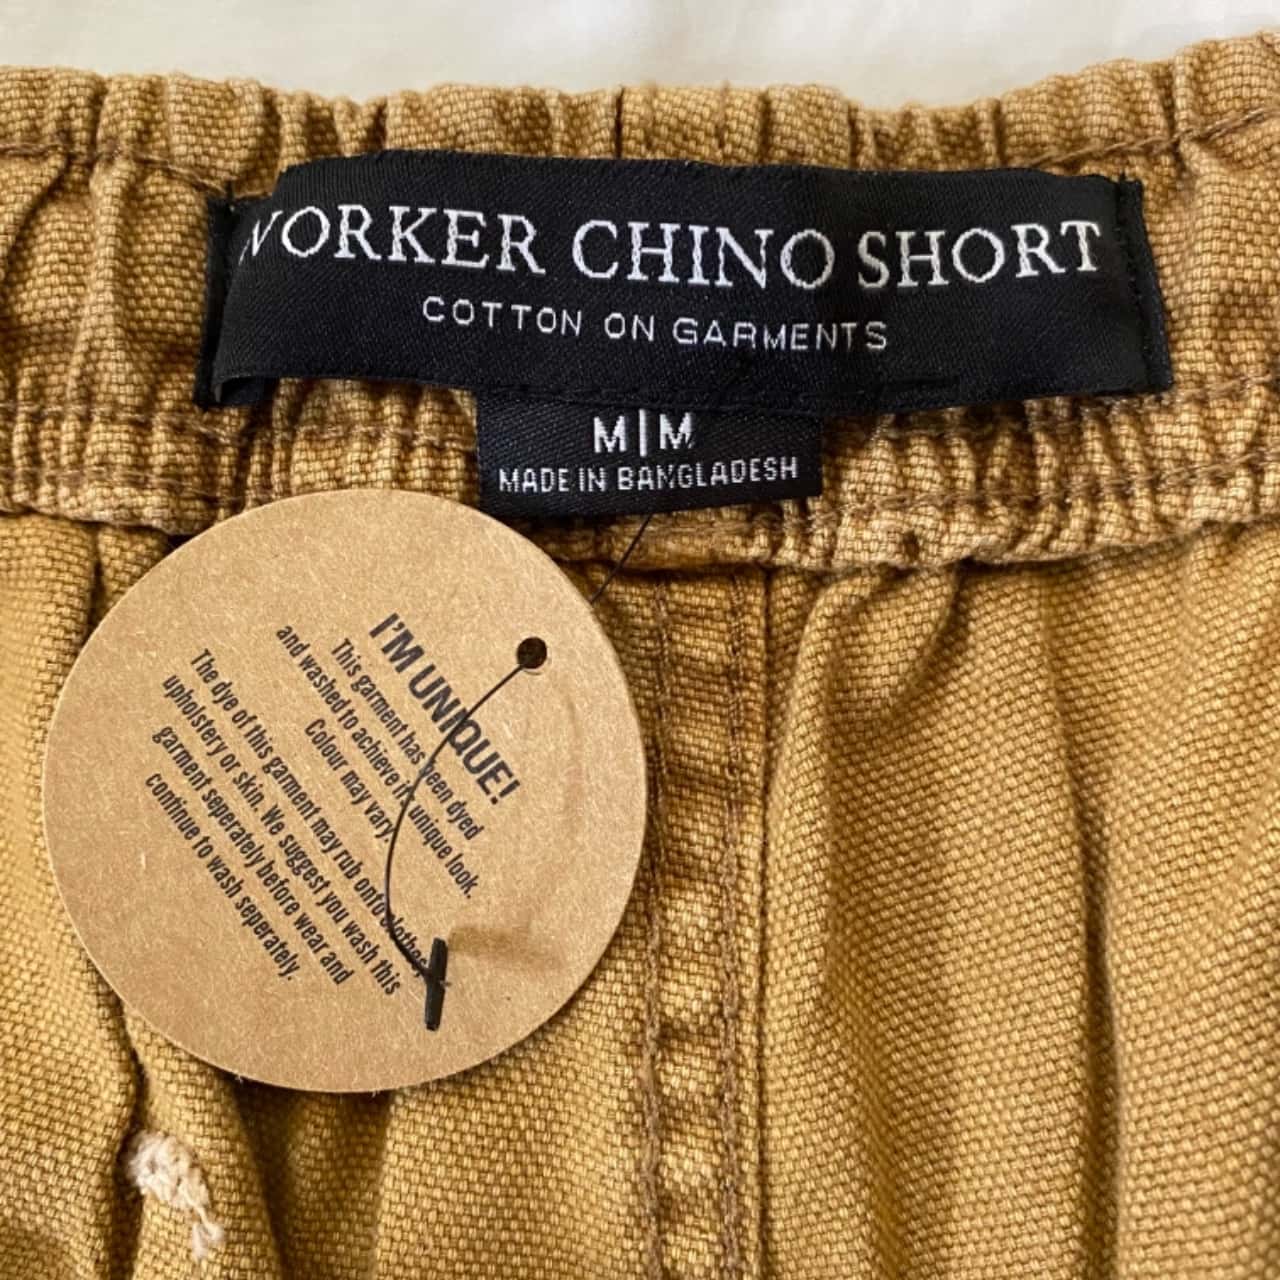 WORKER CHINO SHORT
COTTON ON GARMENTS
M|M
MADE IN BANGLADESH
I'M UNIQUE!
This garment has been dyed
and washed to achieve it unique look.
Colour may vary.
The dye of this garment may rub onto clothes,
upholstery or skin. We suggest you wash this
garment seperately before wear and
continue to wash seperately.